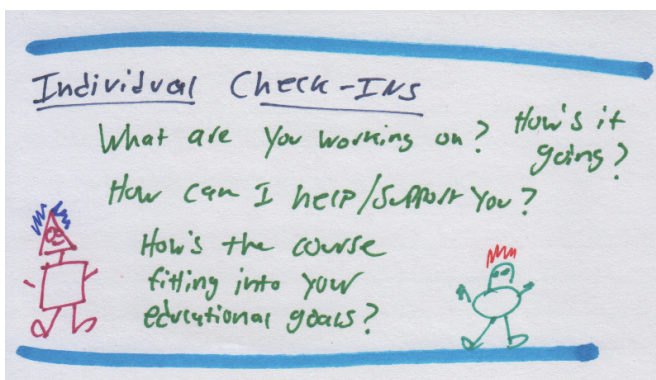 Individual Check-Ins
What are you working on? How's it going?
How can I help/support you?
How's the course
fitting into your
educational goals?